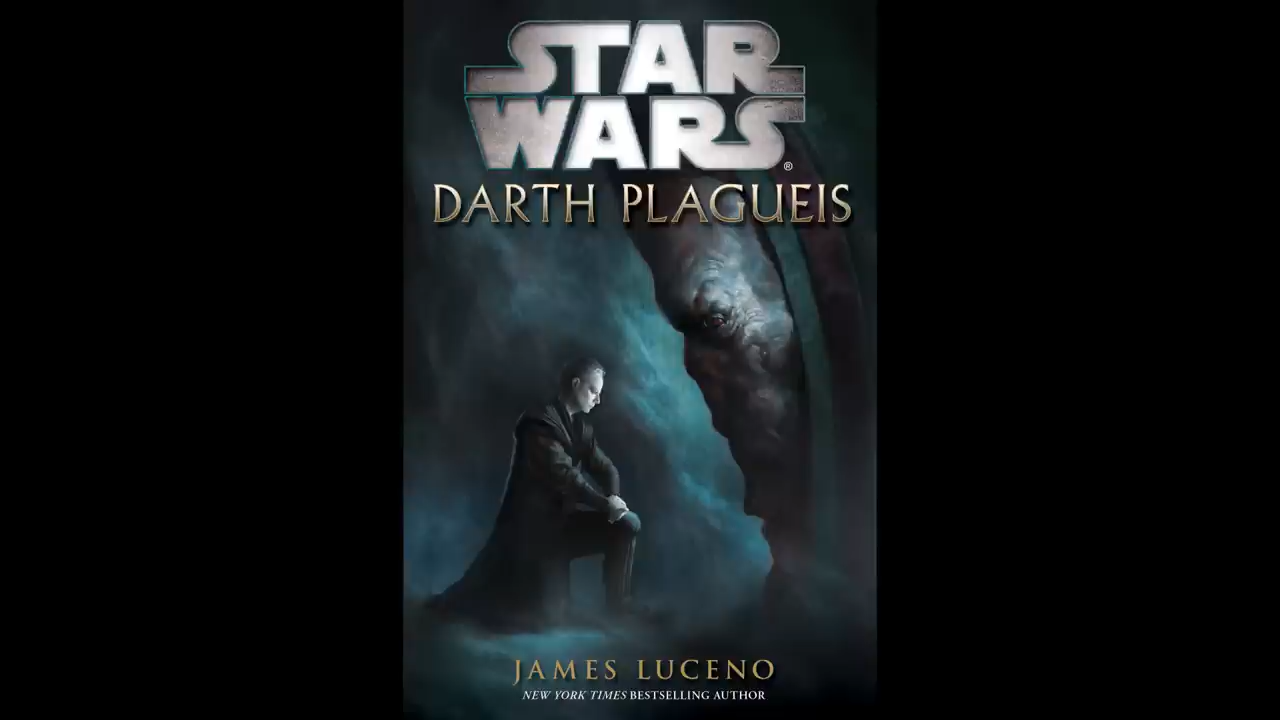 STAR
WARS®
DARTH PLAGUEIS
JAMES LUCENO
NEW YORK TIMES BESTSELLING AUTHOR